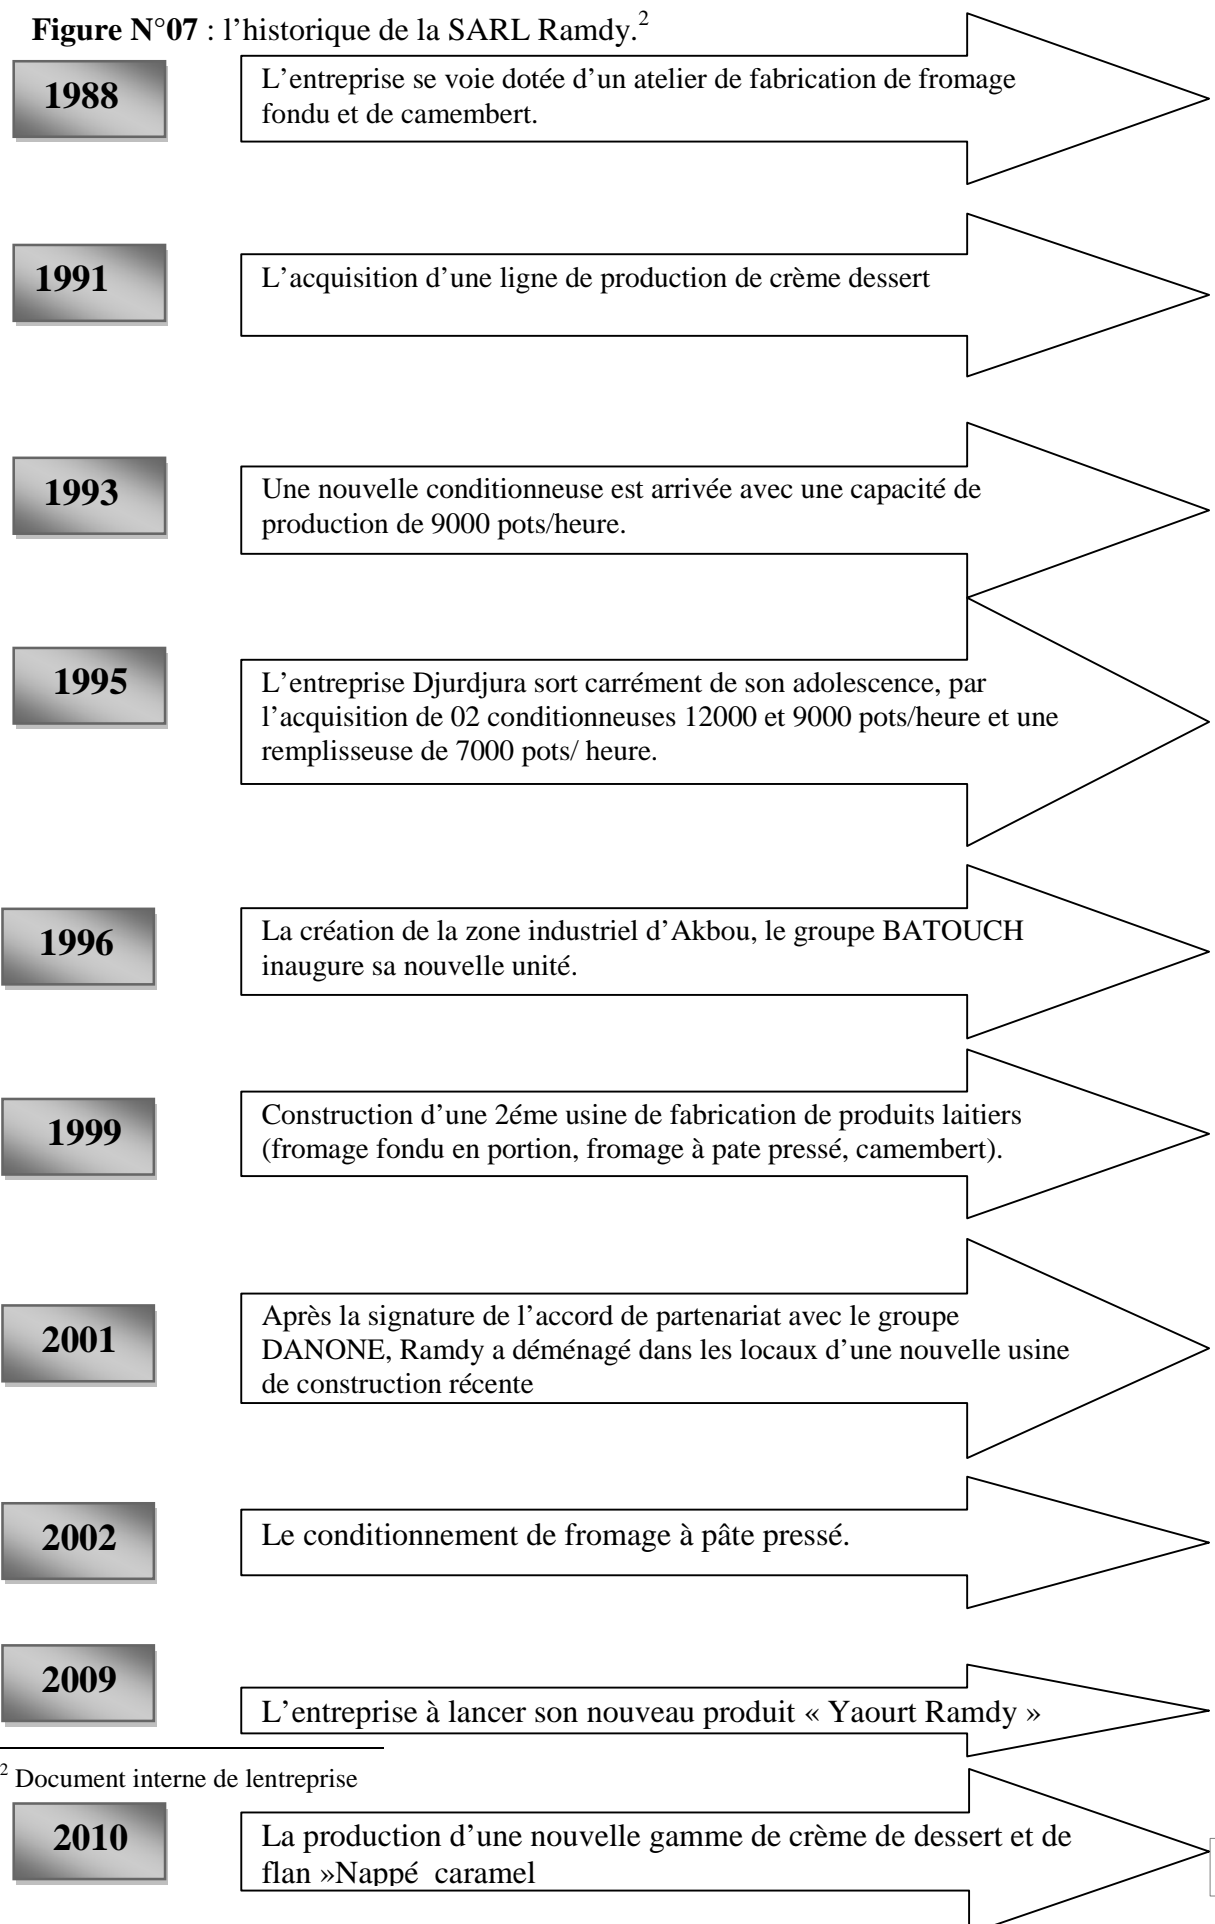 Figure N°07 : l’historique de la SARL Ramdy.2
1988
L’entreprise se voie dotée d’un atelier de fabrication de fromage
fondu et de camembert.
1991
L’acquisition d’une ligne de production de crème dessert
1993
Une nouvelle conditionneuse est arrivée avec une capacité de
production de 9000 pots/heure.
1995
L’entreprise Djurdjura sort carrément de son adolescence, par
l’acquisition de 02 conditionneuses 12000 et 9000 pots/heure et une
remplisseuse de 7000 pots/ heure.
1996
La création de la zone industriel d’Akbou, le groupe BATOUCH
inaugure sa nouvelle unité.
1999
Construction d’une 2éme usine de fabrication de produits laitiers
(fromage fondu en portion, fromage à pate pressé, camembert).
2001
Après la signature de l’accord de partenariat avec le groupe
DANONE, Ramdy a déménagé dans les locaux d’une nouvelle usine
de construction récente
2002
Le conditionnement de fromage à pâte pressé.
2009
L’entreprise à lancer son nouveau produit « Yaourt Ramdy »
2 Document interne de lentreprise
2010
La production d’une nouvelle gamme de crème de dessert et de
flan »Nappé caramel